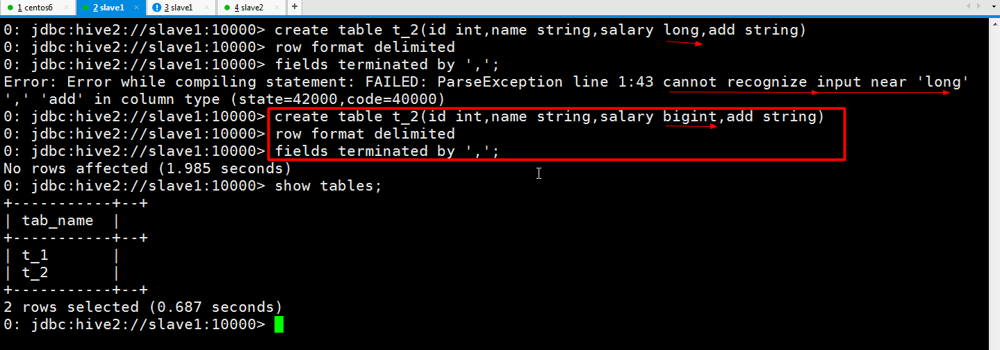 1 centos6 × 2 slave1 × 3 slave1 × 4 slave2 × +
0: jdbc:hive2://slave1:10000> create table t_2(id int,name string,salary long,add string)
0: jdbc:hive2://slave1:10000> row format delimited
0: jdbc:hive2://slave1:10000> fields terminated by ',';
Error: Error while compiling statement: FAILED: ParseException line 1:43 cannot recognize input near 'long'
',' 'add' in column type (state=42000,code=40000)
0: jdbc:hive2://slave1:10000> create table t_2(id int,name string,salary bigint,add string)
0: jdbc:hive2://slave1:10000> row format delimited
0: jdbc:hive2://slave1:10000> fields terminated by ',';
No rows affected (1.985 seconds)
0: jdbc:hive2://slave1:10000> show tables;
+-----------+--+
| tab_name  |
+-----------+--+
| t_1       |
| t_2       |
+-----------+--+
2 rows selected (0.687 seconds)
0: jdbc:hive2://slave1:10000>